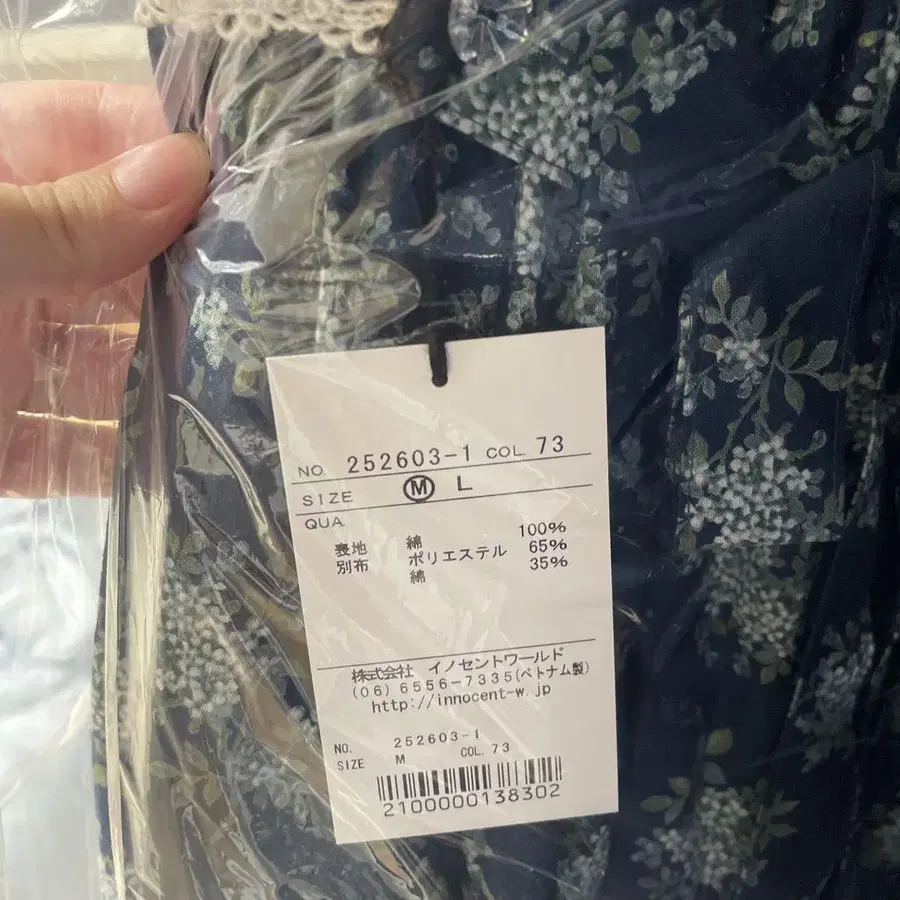 NO. 252603-1 COL. 73
SIZE Ⓜ L
QUA.
表地 綿 100%
別布 ポリエステル 65%
綿 35%
株式会社 イノセントワールド
(06) 6556-7335(ベトナム製)
http://innocent-w.jp
NO. 252603-1
SIZE M COL. 73
2100000138302